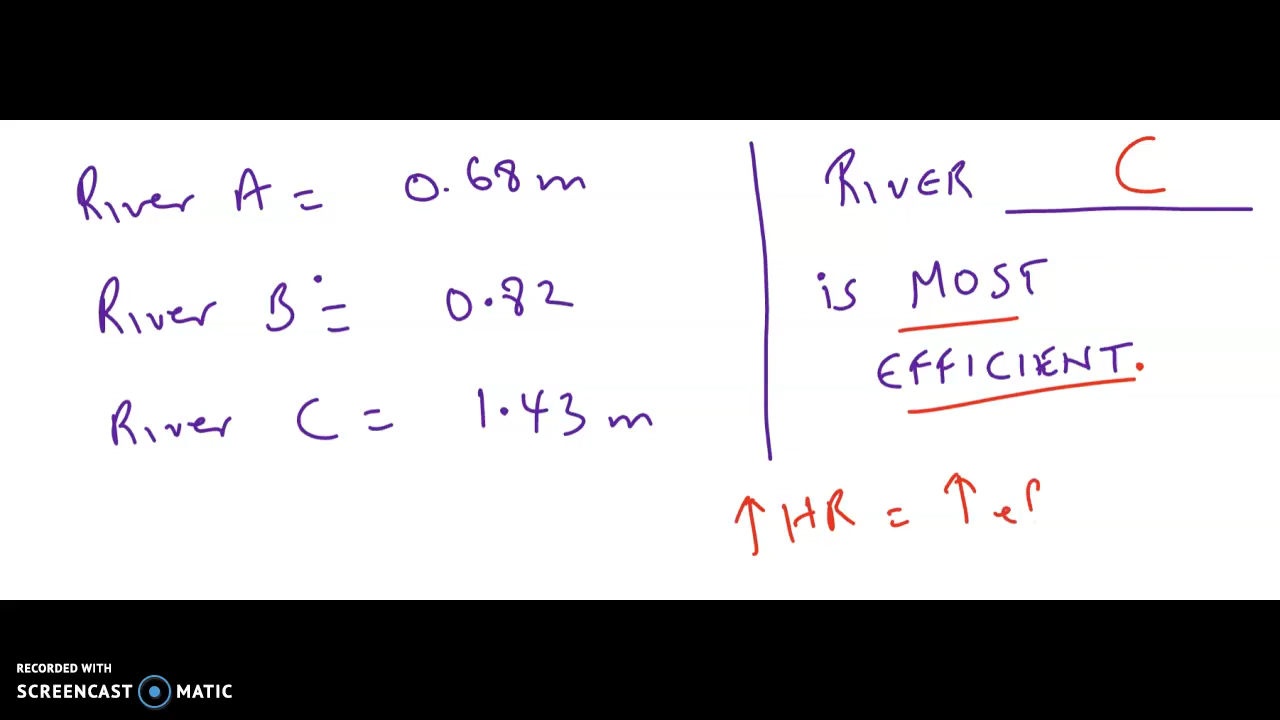 River A = 0.68 m
River B = 0.82
River C = 1.43 m
RIVER C
is MOST
EFFICIENT.
↑ HR = ↑
RECORDED WITH
SCREENCAST MATIC